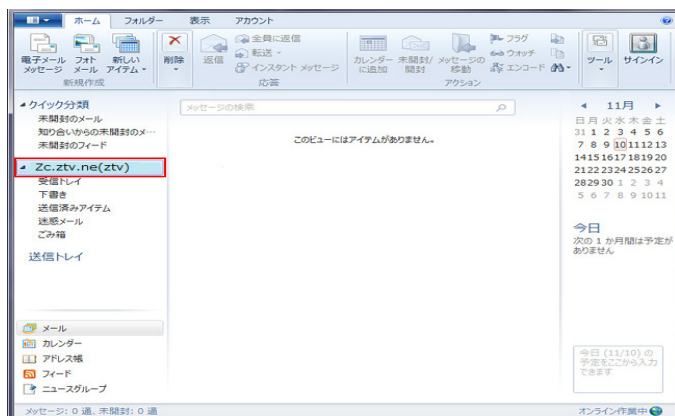 ホーム フォルダー 表示 アカウント
電子メール メッセージ
フォト メール
新しい アイテム
新規作成
削除
返信
全員に返信
転送
インスタント メッセージ
応答
カレンダーに追加
未開封/開封
メッセージの移動
フラグ
ウォッチ
エンコード
アクション
ツール
サインイン
クイック分類
未開封のメール
知り合いからの未開封のメ…
未開封のフィード
Zc.ztv.ne(ztv)
受信トレイ
下書き
送信済みアイテム
迷惑メール
ごみ箱
送信トレイ
メール
カレンダー
アドレス帳
フィード
ニュースグループ
メッセージの検索
このビューにはアイテムがありません。
11月
日 月 火 水 木 金 土
31 1 2 3 4 5 6
7 8 9 10 11 12 13
14 15 16 17 18 19 20
21 22 23 24 25 26 27
28 29 30 1 2 3 4
5 6 7 8 9 10 11
今日
次の 1 か月間は予定が
ありません
今日 (11/10) の
予定をここから入力
できます
メッセージ: 0 通、未開封: 0 通
オンライン作業中